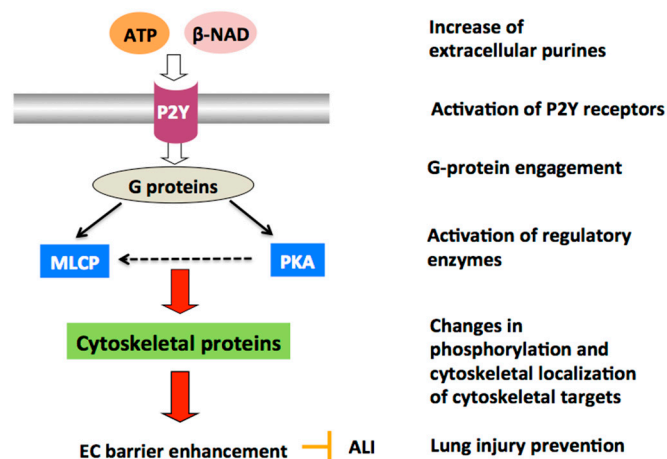 ATP
β-NAD
Increase of
extracellular purines
P2Y
Activation of P2Y receptors
G proteins
G-protein engagement
MLCP
PKA
Activation of regulatory
enzymes
Cytoskeletal proteins
Changes in
phosphorylation and
cytoskeletal localization
of cytoskeletal targets
EC barrier enhancement
ALI
Lung injury prevention